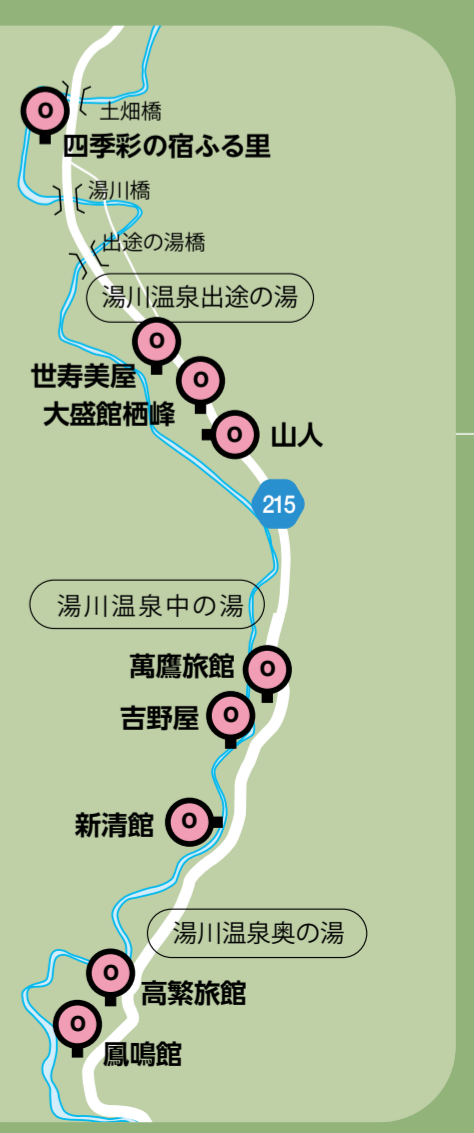 O
土畑橋
四季彩の宿ふる里
湯川橋
出途の湯橋
湯川温泉出途の湯
O
世寿美屋
O
大盛館栖峰
O
山人
215
湯川温泉中の湯
萬鷹旅館
O
吉野屋
O
新清館
O
湯川温泉奥の湯
O
高繁旅館
O
鳳鳴館